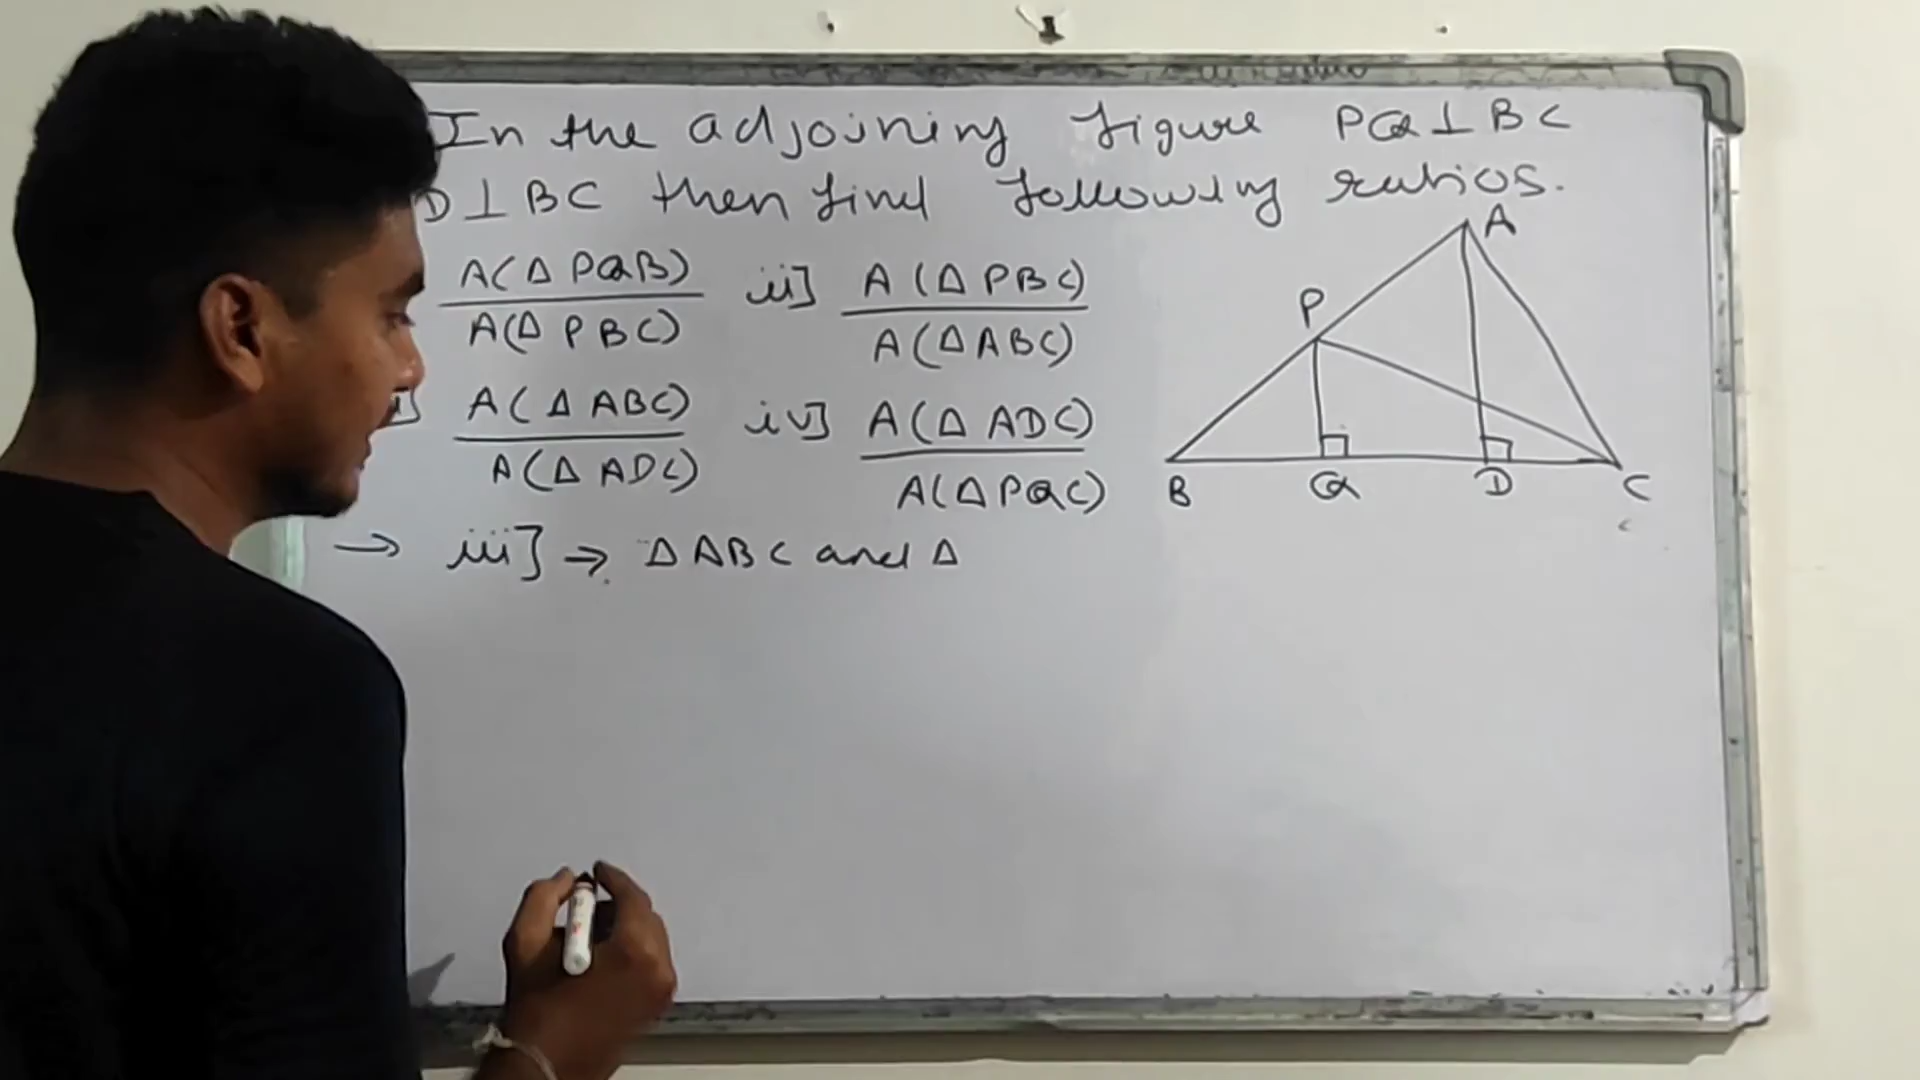 In the adjoining figure PQ ⊥ BC
D ⊥ BC then find following ratios.
A(Δ PQB) / A(Δ PBC) ii] A(Δ PBC) / A(Δ ABC)
i] A(Δ ABC) / A(Δ ADC) iv] A(Δ ADC) / A(Δ PQC)
→ iii] → Δ ABC and Δ
A
P
B Q D C